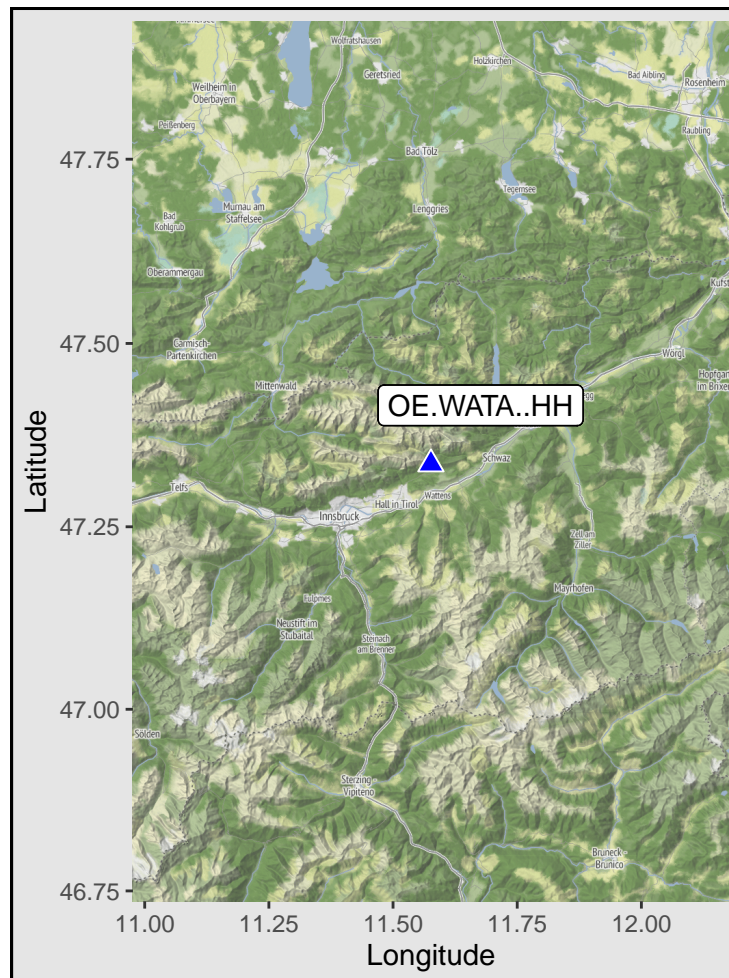 Wolfratshausen
Geretsried
Holzkirchen
Bad Aibling
Rosenheim
Weilheim in
Oberbayern
Peißenberg
Raubling
47.75
Bad Tölz
Tegernsee
Murnau am
Staffelsee
Lenggries
Bad
Kohlgrub
Oberammergau
Kufst
47.50
Garmisch-
Partenkirchen
Wörgl
Mittenwald
Hopfgar
im Brixen
OE.WATA..HH
Schwaz
Telfs
Wattens
Hall in Tirol
Innsbruck
47.25
Zell am
Ziller
Mayrhofen
Fulpmes
Neustift im
Stubaital
Steinach
am Brenner
47.00
Sölden
Sterzing -
Vipiteno
Bruneck -
Brunico
46.75
11.00
11.25
11.50
11.75
12.00
Longitude
Latitude